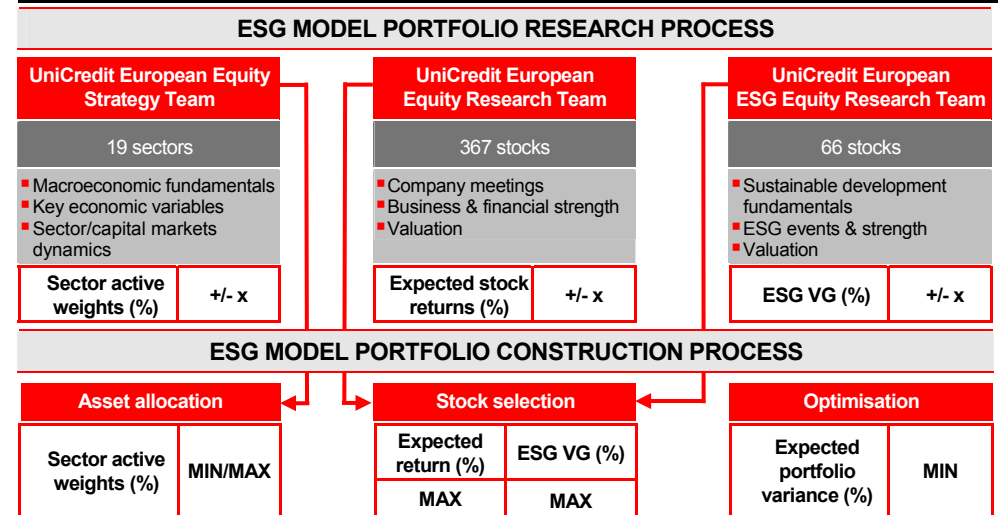 ESG MODEL PORTFOLIO RESEARCH PROCESS
UniCredit European Equity
Strategy Team
19 sectors
▪Macroeconomic fundamentals
▪Key economic variables
▪Sector/capital markets
dynamics
Sector active
weights (%)
+/- x
UniCredit European
Equity Research Team
367 stocks
▪Company meetings
▪Business & financial strength
▪Valuation
Expected stock
returns (%)
+/- x
UniCredit European
ESG Equity Research Team
66 stocks
▪Sustainable development
fundamentals
▪ESG events & strength
▪Valuation
ESG VG (%)
+/- x
ESG MODEL PORTFOLIO CONSTRUCTION PROCESS
Asset allocation
Sector active
weights (%)
MIN/MAX
Stock selection
Expected
return (%)
ESG VG (%)
MAX
MAX
Optimisation
Expected
portfolio
variance (%)
MIN